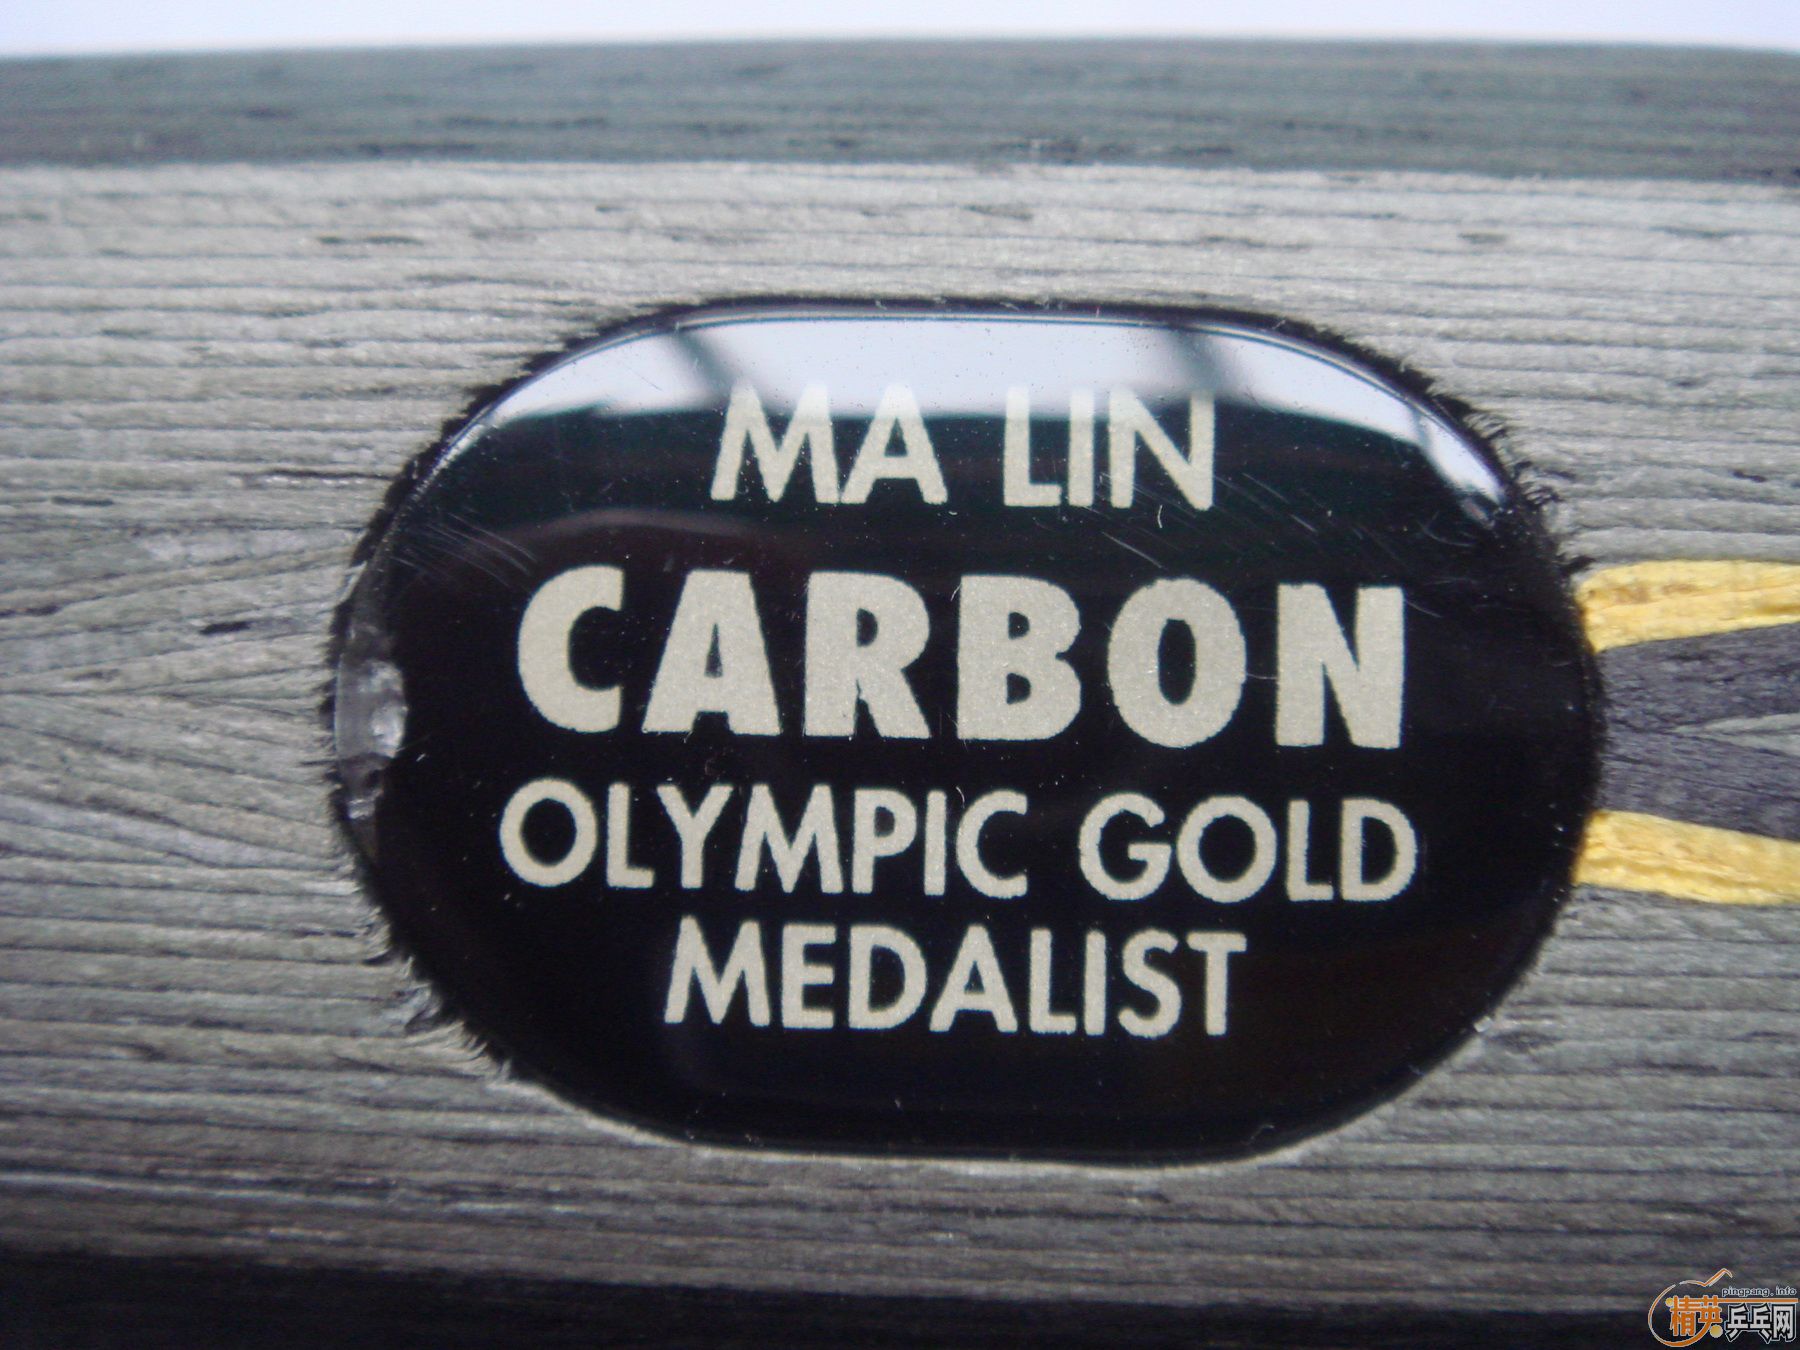 MA LIN
CARBON
OLYMPIC GOLD
MEDALIST
pingpang.info
精英乒乓网